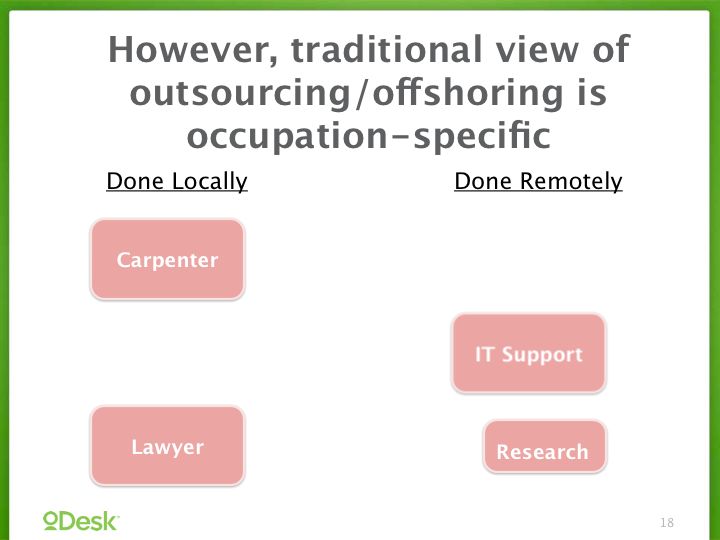 However, traditional view of
outsourcing/offshoring is
occupation-specific
Done Locally
Done Remotely
Carpenter
IT Support
Lawyer
Research
oDesk™
18